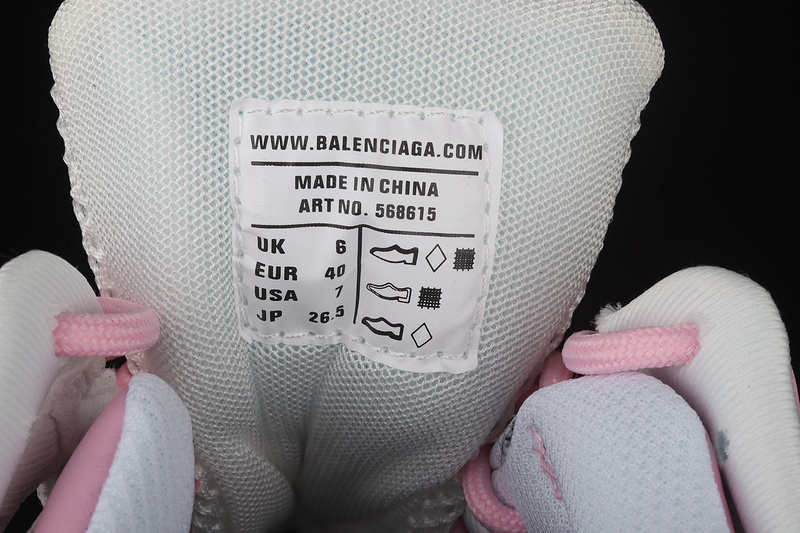 WWW.BALENCIAGA.COM
MADE IN CHINA
ART NO. 568615
UK 6
EUR 40
USA 7
JP 26.5